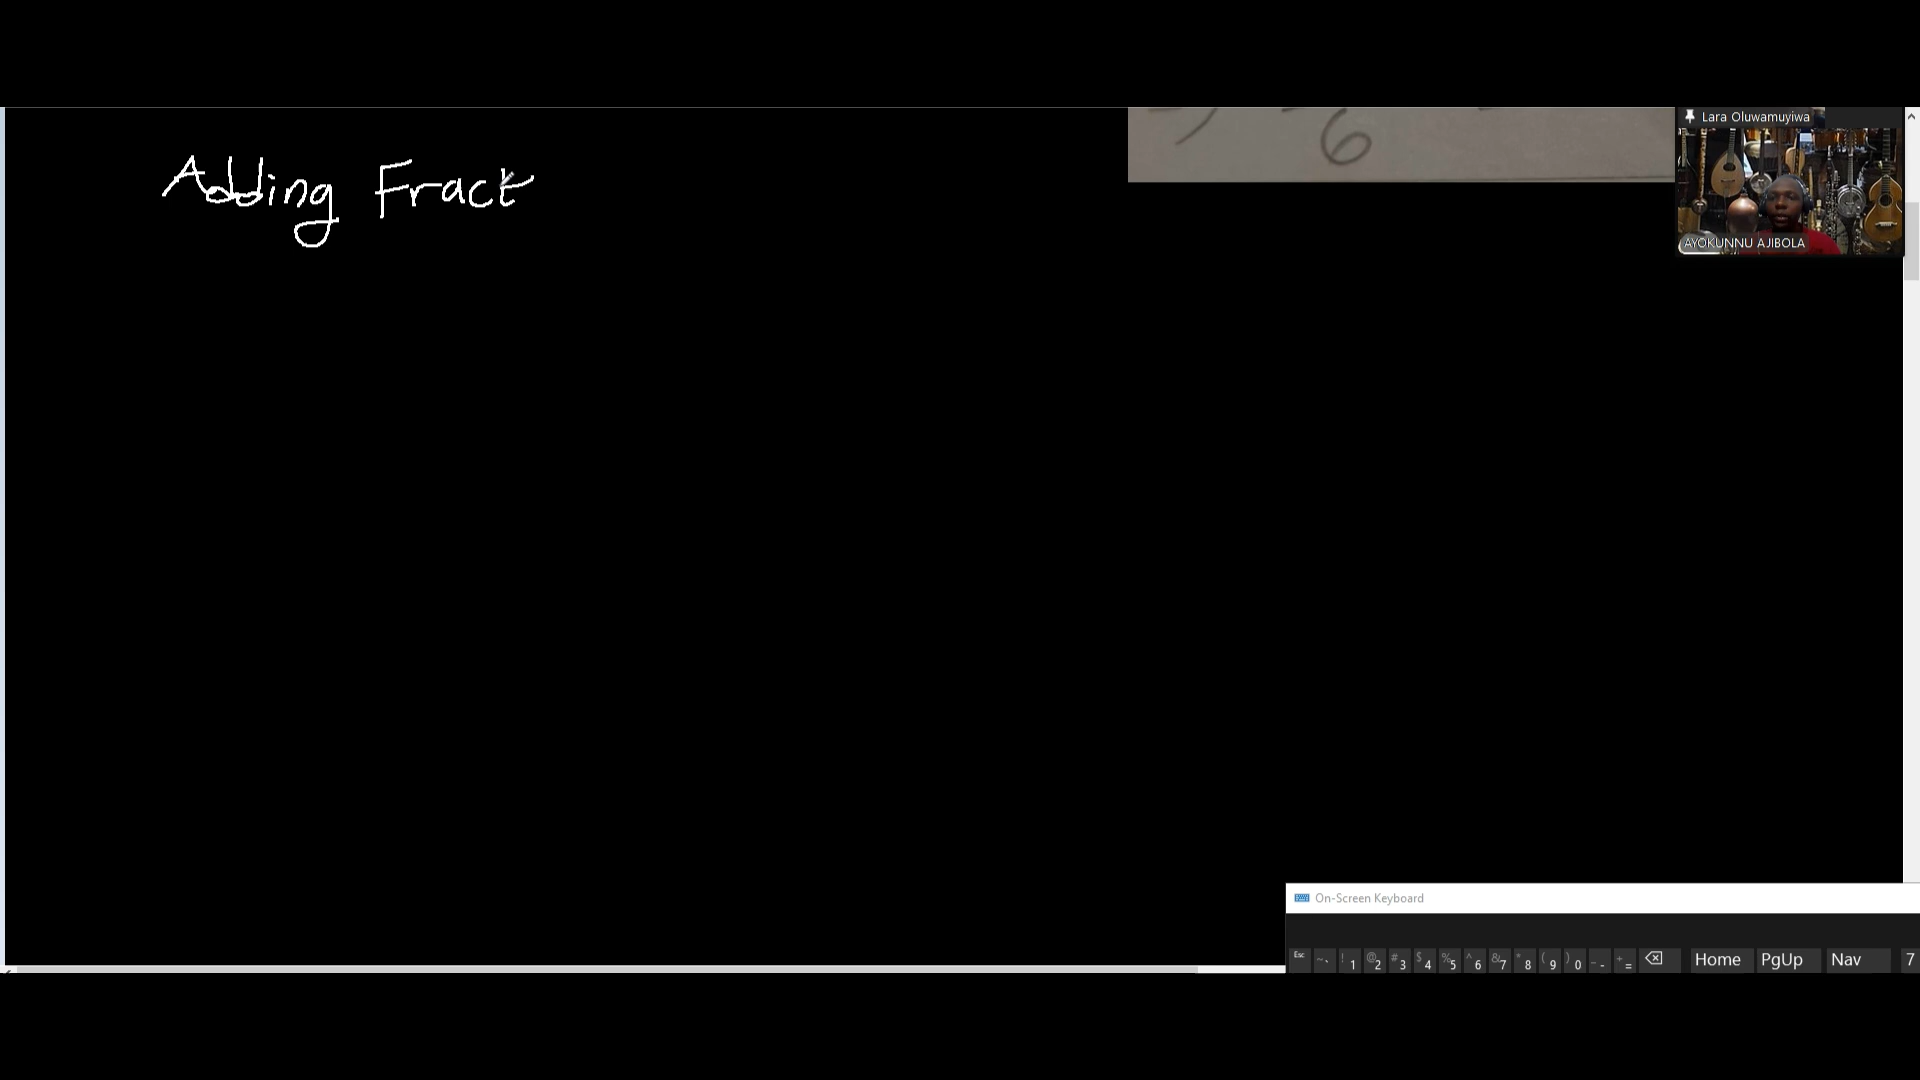 Adding Fract
6
Lara Oluwamuyiwa
AYOKUNNU AJIBOLA
On-Screen Keyboard
Esc ~ ` ! 1 @ 2 # 3 $ 4 % 5 ^ 6 & 7 * 8 ( 9 ) 0 _ - + = Home PgUp Nav 7